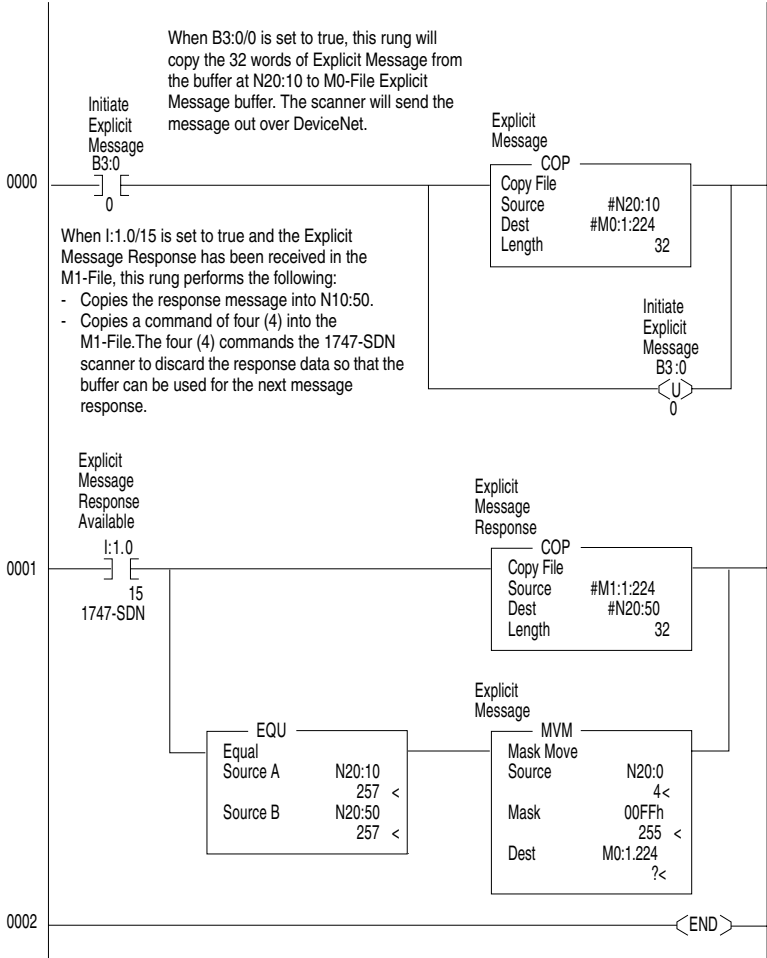 When B3:0/0 is set to true, this rung will
copy the 32 words of Explicit Message from
the buffer at N20:10 to M0-File Explicit
Message buffer. The scanner will send the
message out over DeviceNet.
Initiate
Explicit
Message
B3:0
0
0000
Explicit
Message
COP
Copy File
Source #N20:10
Dest #M0:1:224
Length 32
Initiate
Explicit
Message
B3:0
U
0
When I:1.0/15 is set to true and the Explicit
Message Response has been received in the
M1-File, this rung performs the following:
- Copies the response message into N10:50.
- Copies a command of four (4) into the
M1-File.The four (4) commands the 1747-SDN
scanner to discard the response data so that the
buffer can be used for the next message
response.
Explicit
Message
Response
Available
I:1.0
15
1747-SDN
0001
Explicit
Message
Response
COP
Copy File
Source #M1:1:224
Dest #N20:50
Length 32
EQU
Equal
Source A N20:10
257 <
Source B N20:50
257 <
Explicit
Message
MVM
Mask Move
Source N20:0
4<
Mask 00FFh
255 <
Dest M0:1.224
?<
0002
END